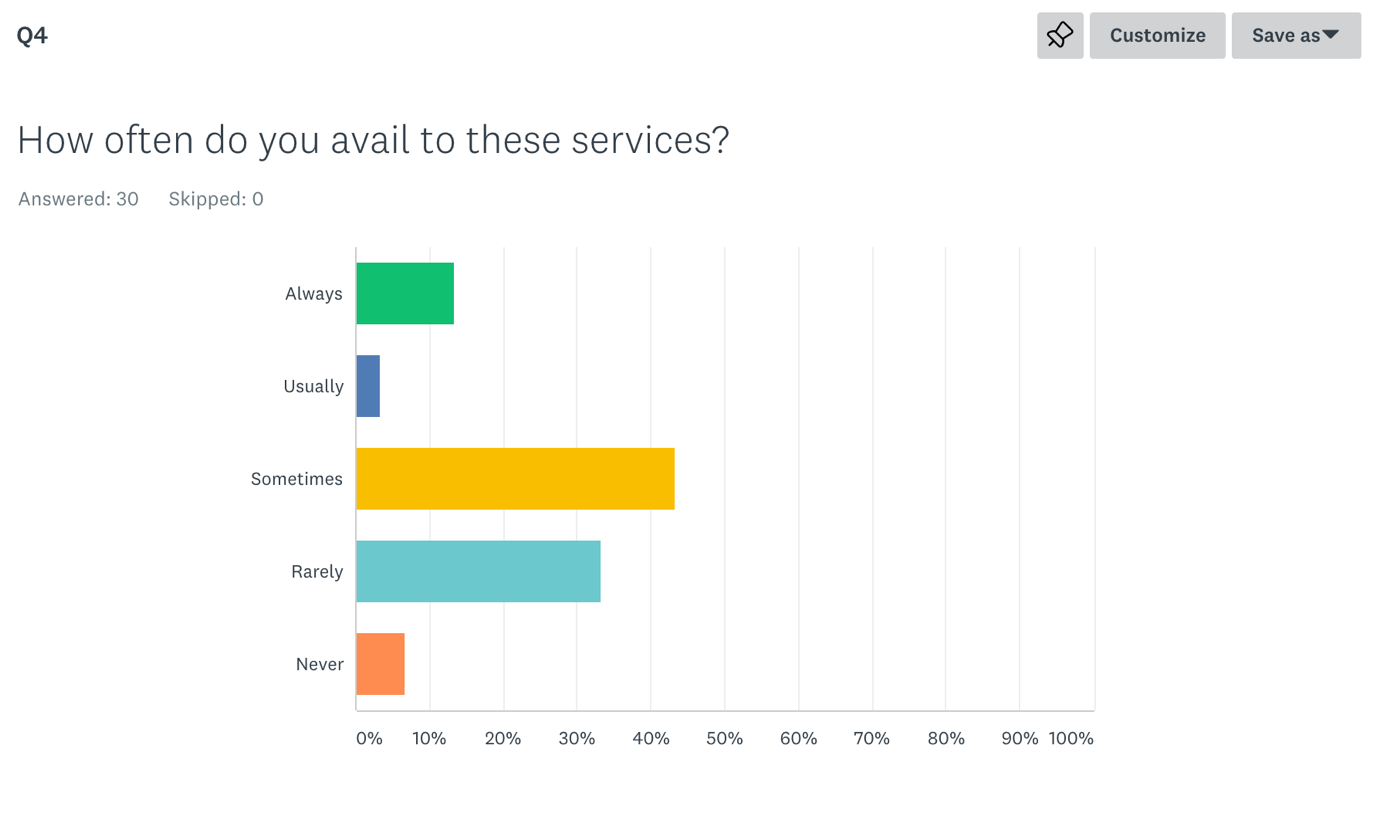 Q4
Customize
Save as
How often do you avail to these services?
Answered: 30 Skipped: 0
Always
Usually
Sometimes
Rarely
Never
0% 10% 20% 30% 40% 50% 60% 70% 80% 90% 100%